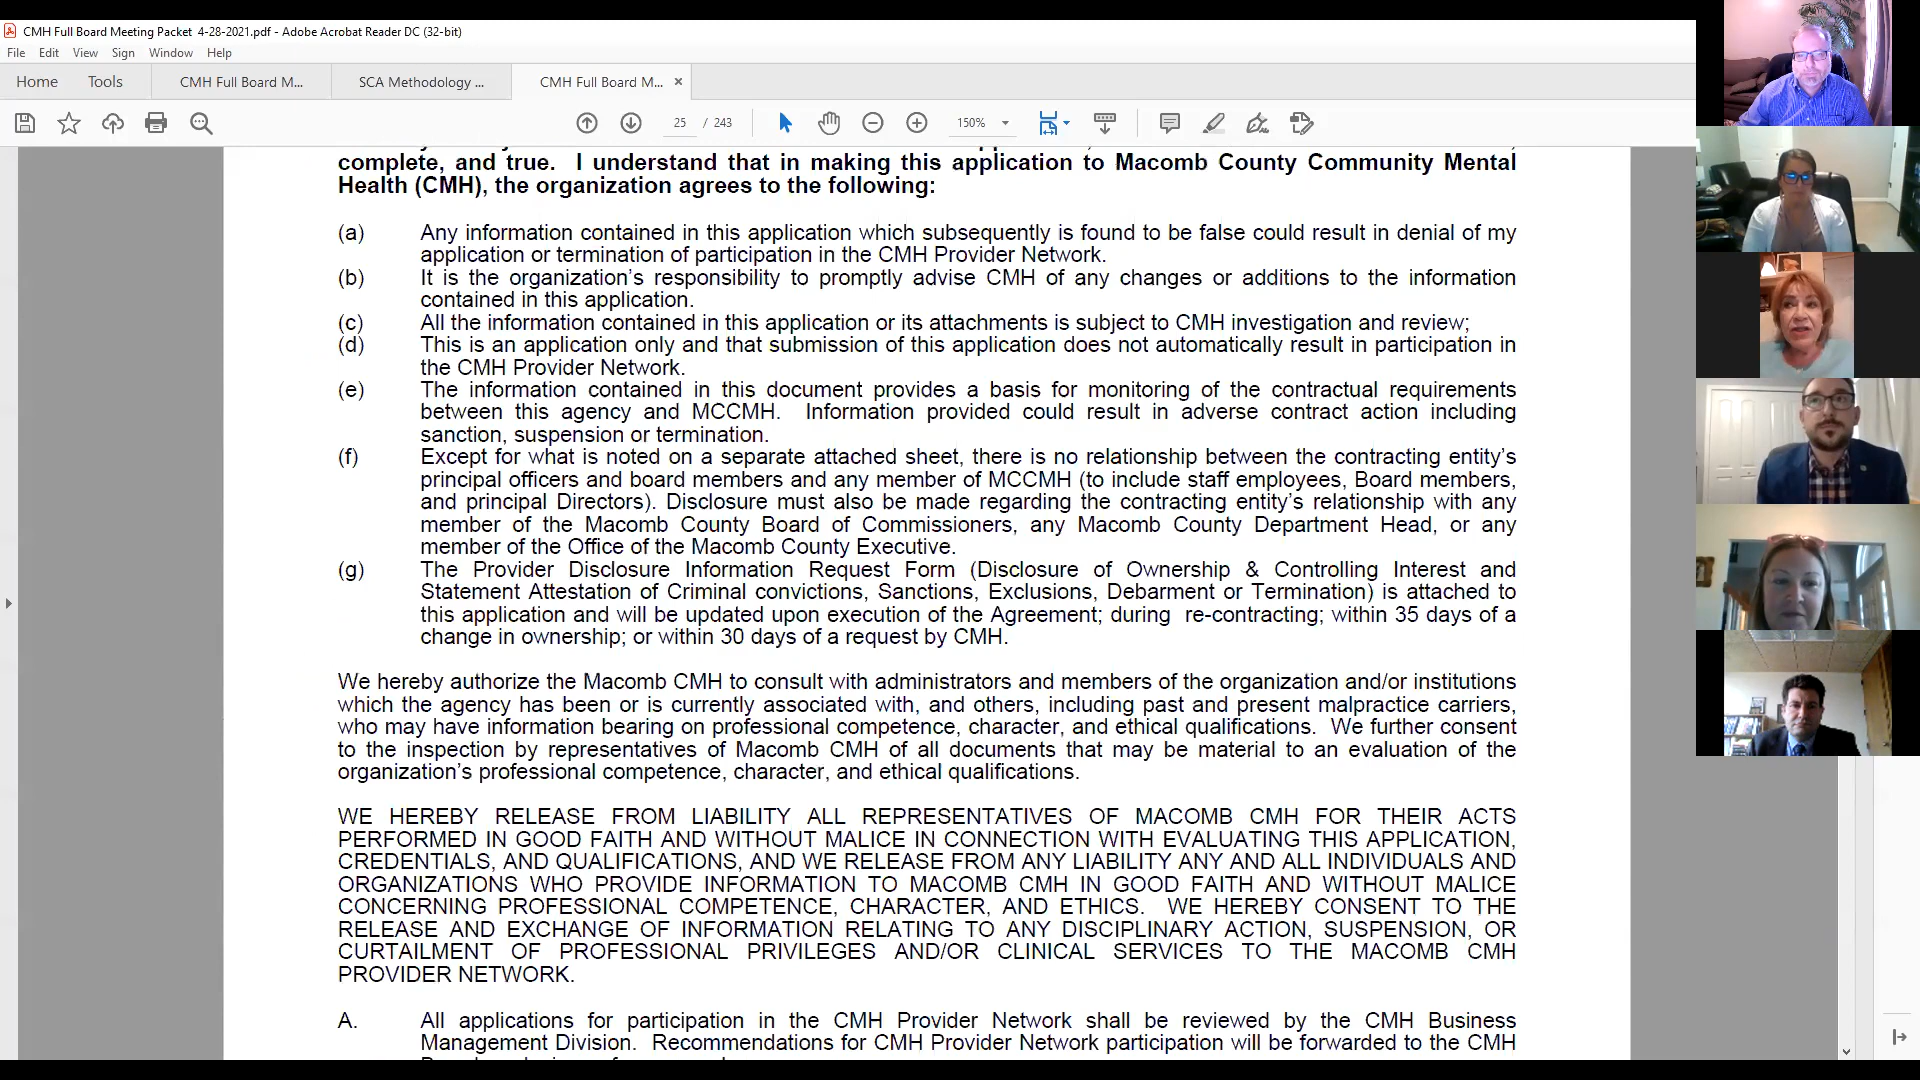 CMH Full Board Meeting Packet  4-28-2021.pdf - Adobe Acrobat Reader DC (32-bit)
File Edit View Sign Window Help
Home Tools CMH Full Board M... SCA Methodology ... CMH Full Board M... ×
25 / 243 150%
complete, and true.  I understand that in making this application to Macomb County Community Mental
Health (CMH), the organization agrees to the following:
(a) Any information contained in this application which subsequently is found to be false could result in denial of my
application or termination of participation in the CMH Provider Network.
(b) It is the organization’s responsibility to promptly advise CMH of any changes or additions to the information
contained in this application.
(c) All the information contained in this application or its attachments is subject to CMH investigation and review;
(d) This is an application only and that submission of this application does not automatically result in participation in
the CMH Provider Network.
(e) The information contained in this document provides a basis for monitoring of the contractual requirements
between this agency and MCCMH.  Information provided could result in adverse contract action including
sanction, suspension or termination.
(f) Except for what is noted on a separate attached sheet, there is no relationship between the contracting entity’s
principal officers and board members and any member of MCCMH (to include staff employees, Board members,
and principal Directors). Disclosure must also be made regarding the contracting entity’s relationship with any
member of the Macomb County Board of Commissioners, any Macomb County Department Head, or any
member of the Office of the Macomb County Executive.
(g) The Provider Disclosure Information Request Form (Disclosure of Ownership & Controlling Interest and
Statement Attestation of Criminal convictions, Sanctions, Exclusions, Debarment or Termination) is attached to
this application and will be updated upon execution of the Agreement; during  re-contracting; within 35 days of a
change in ownership; or within 30 days of a request by CMH.
We hereby authorize the Macomb CMH to consult with administrators and members of the organization and/or institutions
which the agency has been or is currently associated with, and others, including past and present malpractice carriers,
who may have information bearing on professional competence, character, and ethical qualifications.  We further consent
to the inspection by representatives of Macomb CMH of all documents that may be material to an evaluation of the
organization’s professional competence, character, and ethical qualifications.
WE HEREBY RELEASE FROM LIABILITY ALL REPRESENTATIVES OF MACOMB CMH FOR THEIR ACTS
PERFORMED IN GOOD FAITH AND WITHOUT MALICE IN CONNECTION WITH EVALUATING THIS APPLICATION,
CREDENTIALS, AND QUALIFICATIONS, AND WE RELEASE FROM ANY LIABILITY ANY AND ALL INDIVIDUALS AND
ORGANIZATIONS WHO PROVIDE INFORMATION TO MACOMB CMH IN GOOD FAITH AND WITHOUT MALICE
CONCERNING PROFESSIONAL COMPETENCE, CHARACTER, AND ETHICS.  WE HEREBY CONSENT TO THE
RELEASE AND EXCHANGE OF INFORMATION RELATING TO ANY DISCIPLINARY ACTION, SUSPENSION, OR
CURTAILMENT OF PROFESSIONAL PRIVILEGES AND/OR CLINICAL SERVICES TO THE MACOMB CMH
PROVIDER NETWORK.
A. All applications for participation in the CMH Provider Network shall be reviewed by the CMH Business
Management Division.  Recommendations for CMH Provider Network participation will be forwarded to the CMH